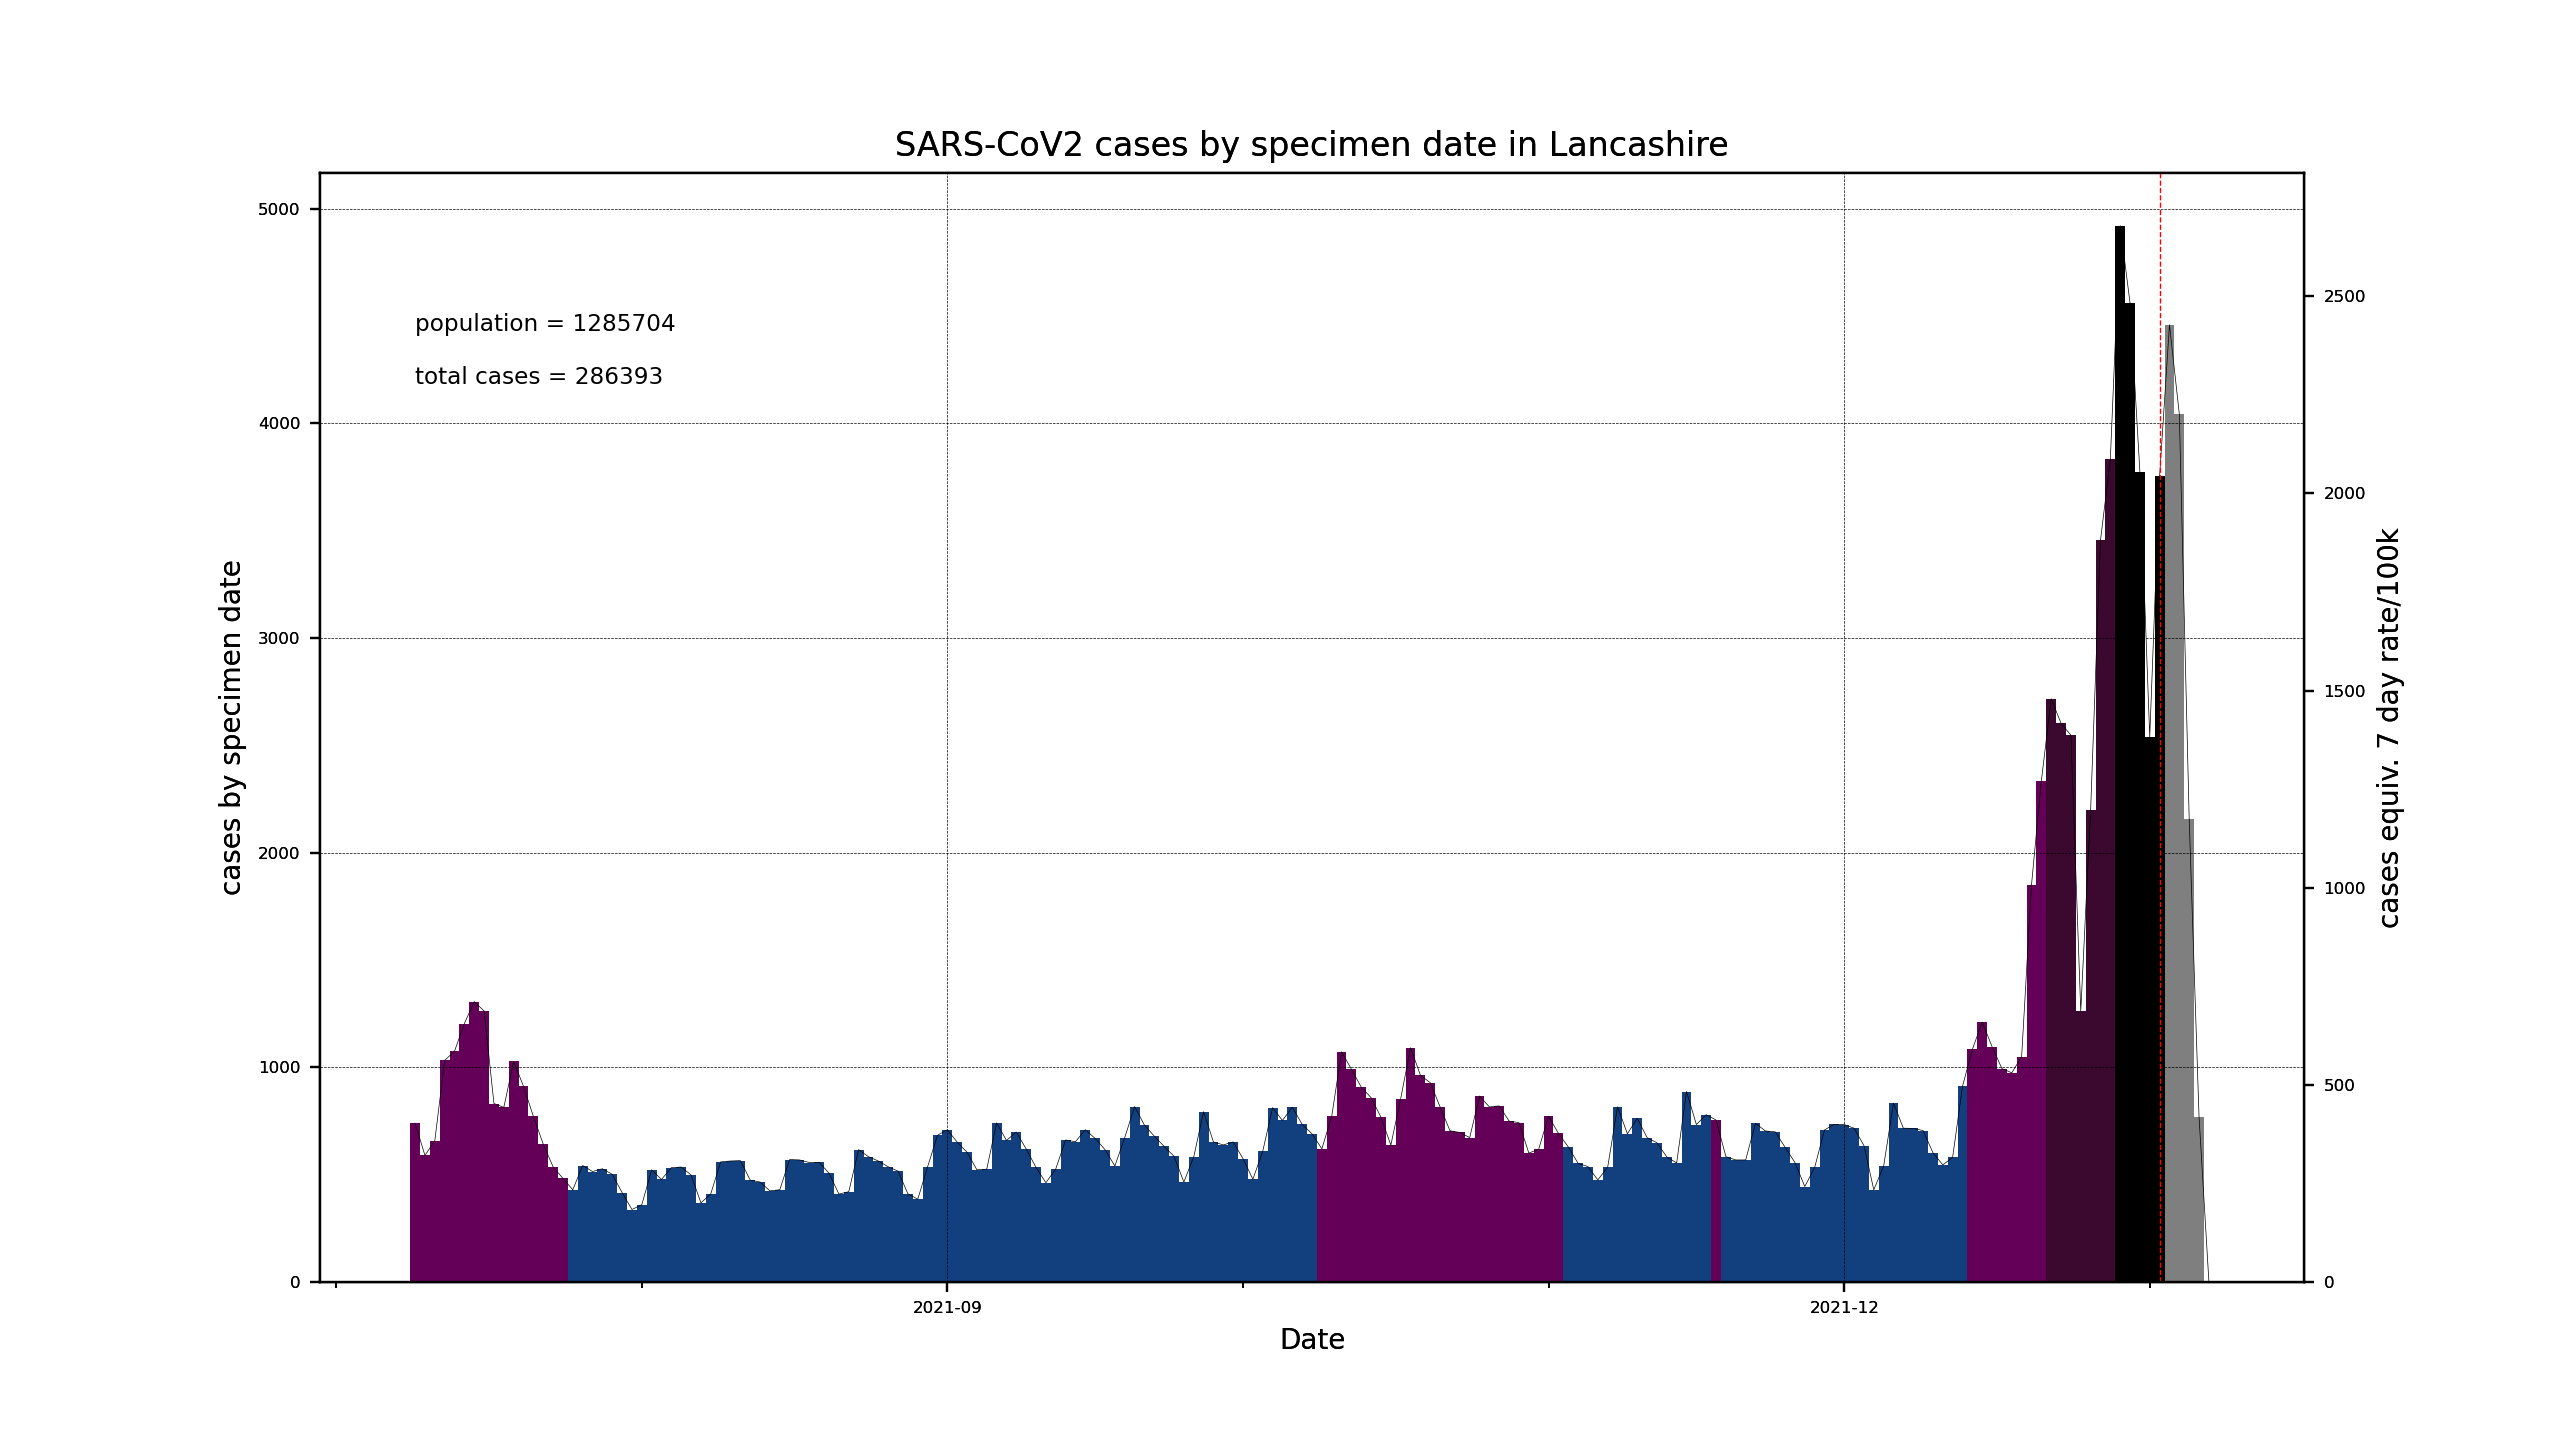 SARS-CoV2 cases by specimen date in Lancashire
population = 1285704
total cases = 286393
cases by specimen date
5000
4000
3000
2000
1000
0
2500
2000
1500
1000
500
0
cases equiv. 7 day rate/100k
2021-09
2021-12
Date